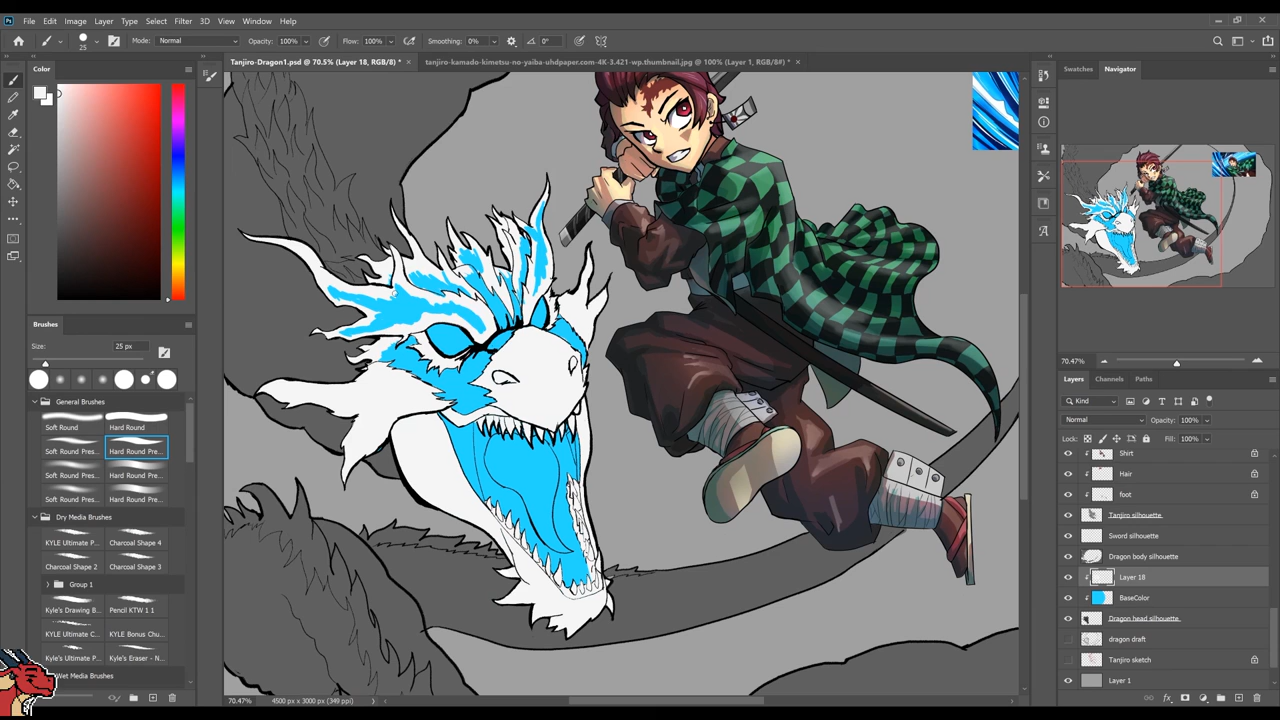 File Edit Image Layer Type Select Filter 3D View Window Help
25 Mode: Normal Opacity: 100% Flow: 100% Smoothing: 0% 0°
Tanjiro-Dragon1.psd @ 70.5% (Layer 18, RGB/8) * × tanjiro-kamado-kimetsu-no-yaiba-uhdpaper.com-4K-3.421-wp.thumbnail.jpg @ 100% (Layer 1, RGB/8#) * ×
Color
Swatches Navigator
Brushes
Size: 25 px
General Brushes
Soft Round Hard Round
Soft Round Pres... Hard Round Pre...
Soft Round Pres... Hard Round Pre...
Soft Round Pres... Hard Round Pre...
Dry Media Brushes
KYLE Ultimate P... Charcoal Shape 4
Charcoal Shape 2 Charcoal Shape 3
Group 1
Kyle's Drawing B... Pencil KTW 1 1
KYLE Ultimate C... KYLE Bonus Chu...
Kyle's Ultimate P... Kyle's Eraser - N...
Wet Media Brushes
70.47%
Layers Channels Paths
Kind
Normal Opacity: 100%
Lock: Fill: 100%
Shirt
Hair
foot
Tanjiro silhouette
Sword silhouette
Dragon body silhouette
Layer 18
BaseColor
Dragon head silhouette
dragon draft
Tanjiro sketch
Layer 1
70.47% 4500 px x 3000 px (349 ppi)